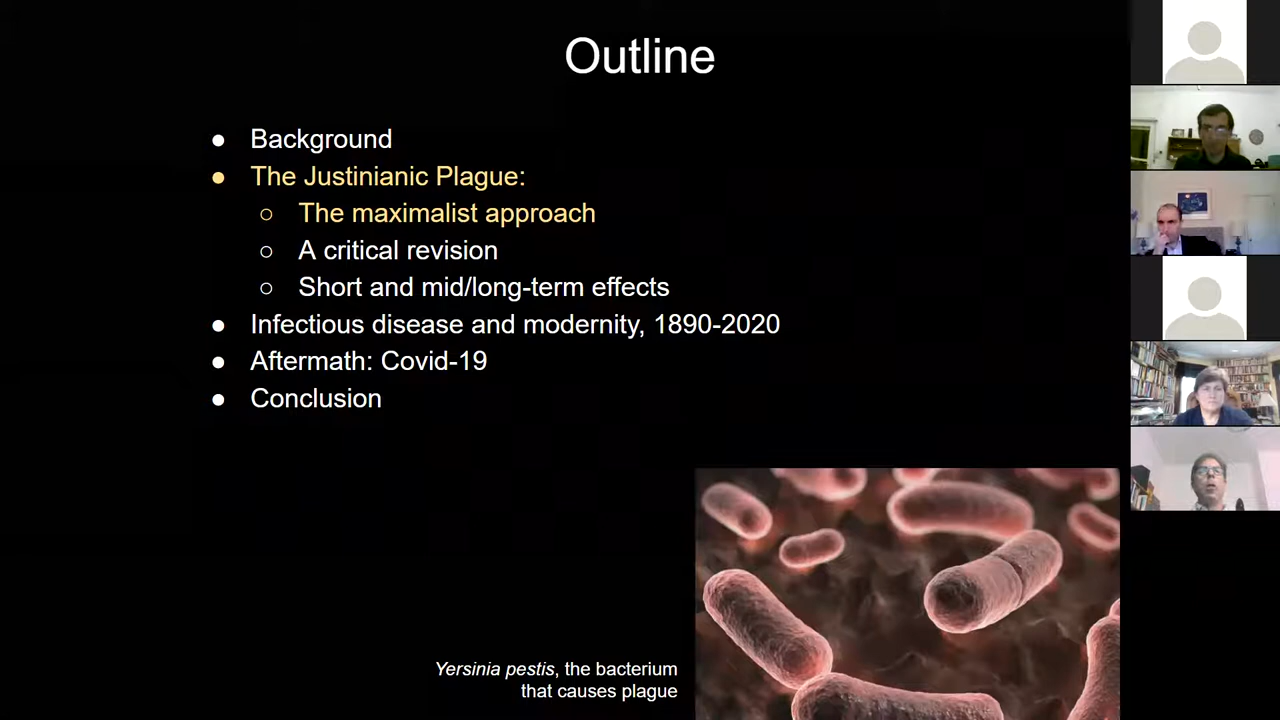 Outline
● Background
● The Justinianic Plague:
○ The maximalist approach
○ A critical revision
○ Short and mid/long-term effects
● Infectious disease and modernity, 1890-2020
● Aftermath: Covid-19
● Conclusion
Yersinia pestis, the bacterium
that causes plague